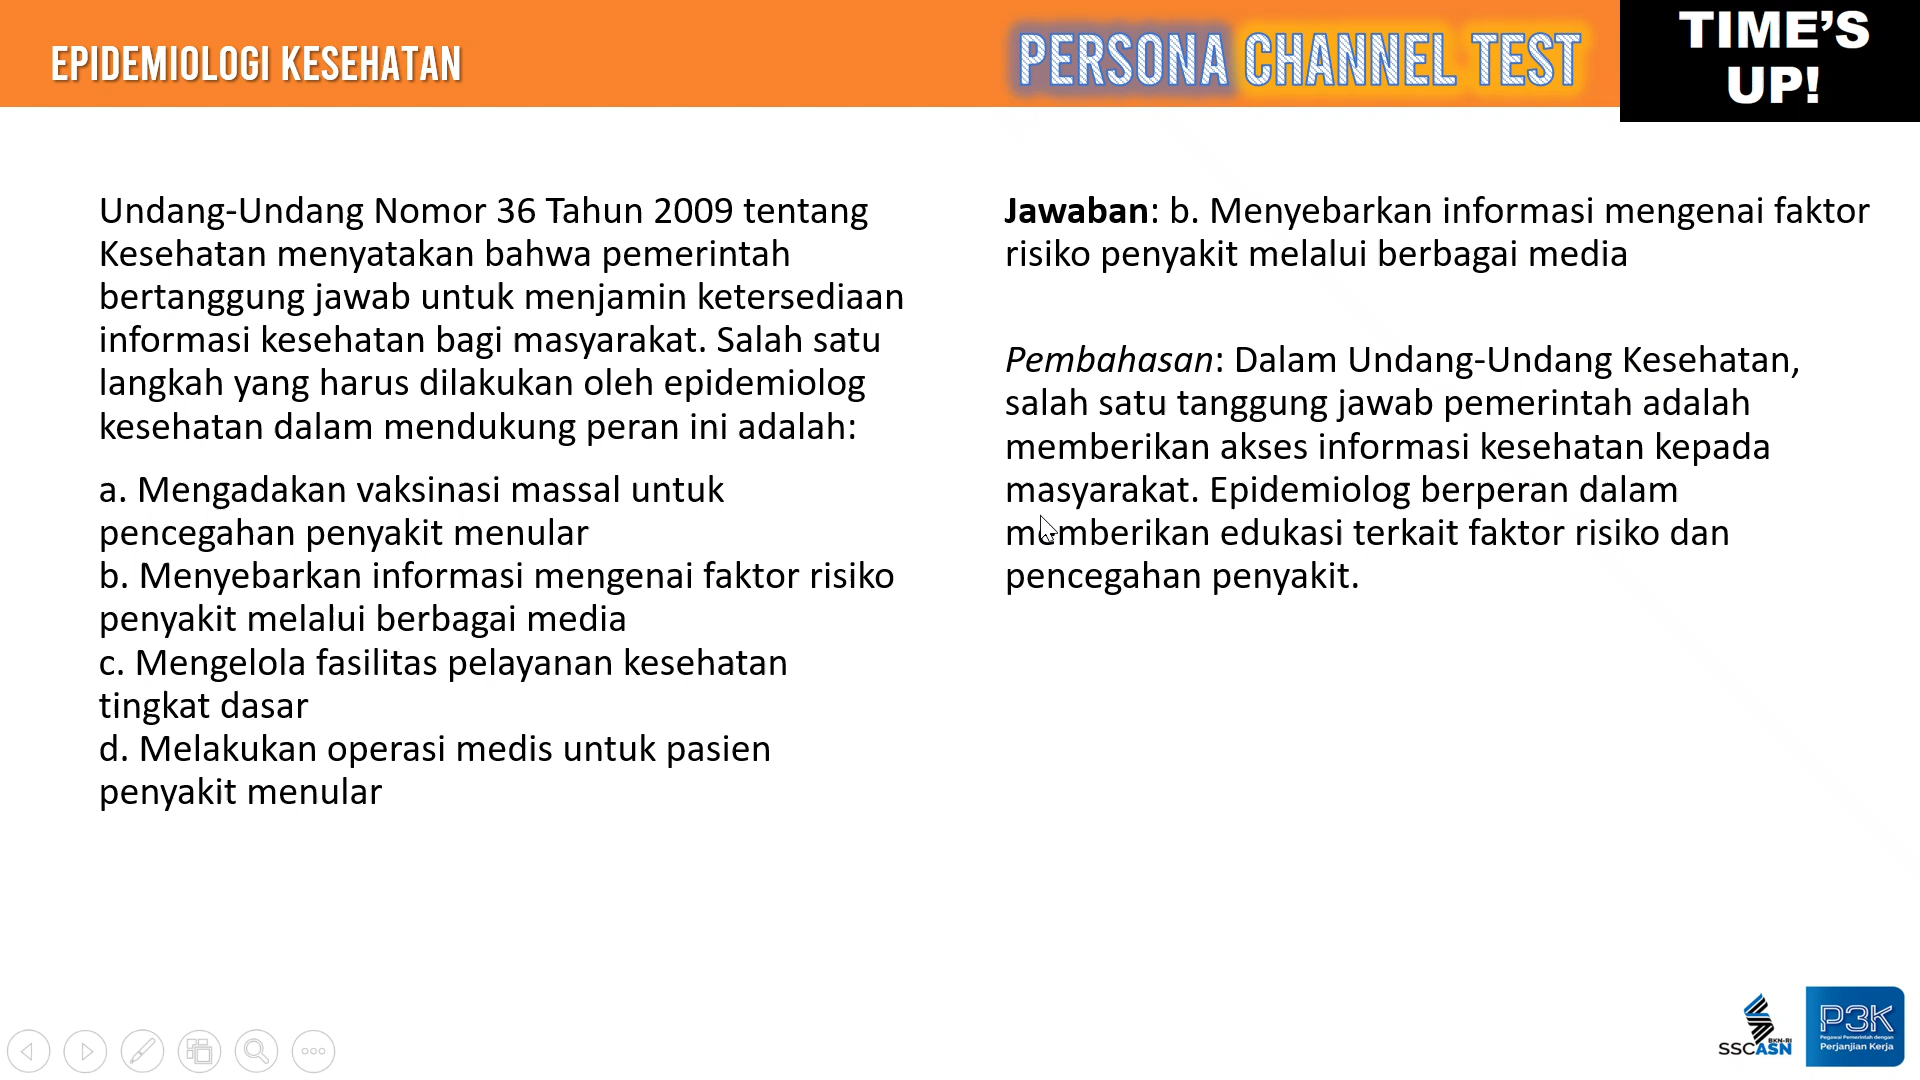 EPIDEMIOLOGI KESEHATAN
PERSONA CHANNEL TEST
TIME'S
UP!
Undang-Undang Nomor 36 Tahun 2009 tentang
Kesehatan menyatakan bahwa pemerintah
bertanggung jawab untuk menjamin ketersediaan
informasi kesehatan bagi masyarakat. Salah satu
langkah yang harus dilakukan oleh epidemiolog
kesehatan dalam mendukung peran ini adalah:
a. Mengadakan vaksinasi massal untuk
pencegahan penyakit menular
b. Menyebarkan informasi mengenai faktor risiko
penyakit melalui berbagai media
c. Mengelola fasilitas pelayanan kesehatan
tingkat dasar
d. Melakukan operasi medis untuk pasien
penyakit menular
Jawaban: b. Menyebarkan informasi mengenai faktor
risiko penyakit melalui berbagai media
Pembahasan: Dalam Undang-Undang Kesehatan,
salah satu tanggung jawab pemerintah adalah
memberikan akses informasi kesehatan kepada
masyarakat. Epidemiolog berperan dalam
memberikan edukasi terkait faktor risiko dan
pencegahan penyakit.
BKN-RI
SSCASN
P3K
Pegawai Pemerintah dengan
Perjanjian Kerja